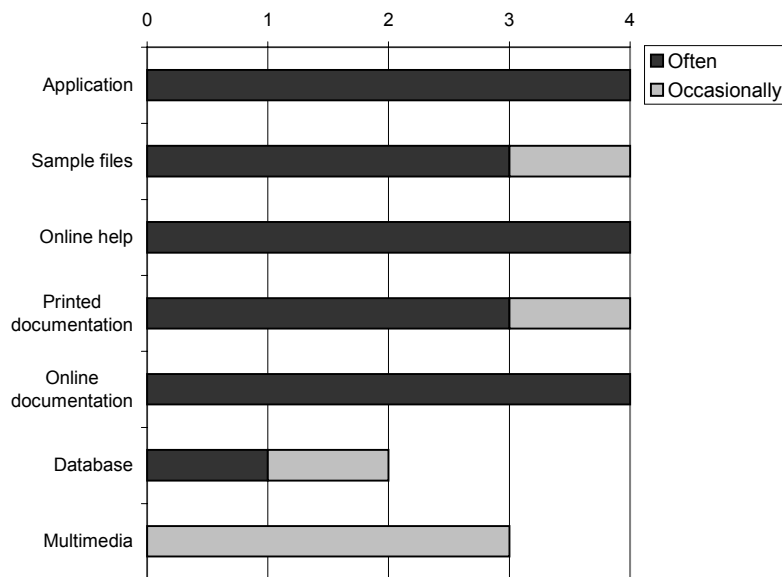 0 1 2 3 4
Often
Occasionally
Application
Sample files
Online help
Printed
documentation
Online
documentation
Database
Multimedia